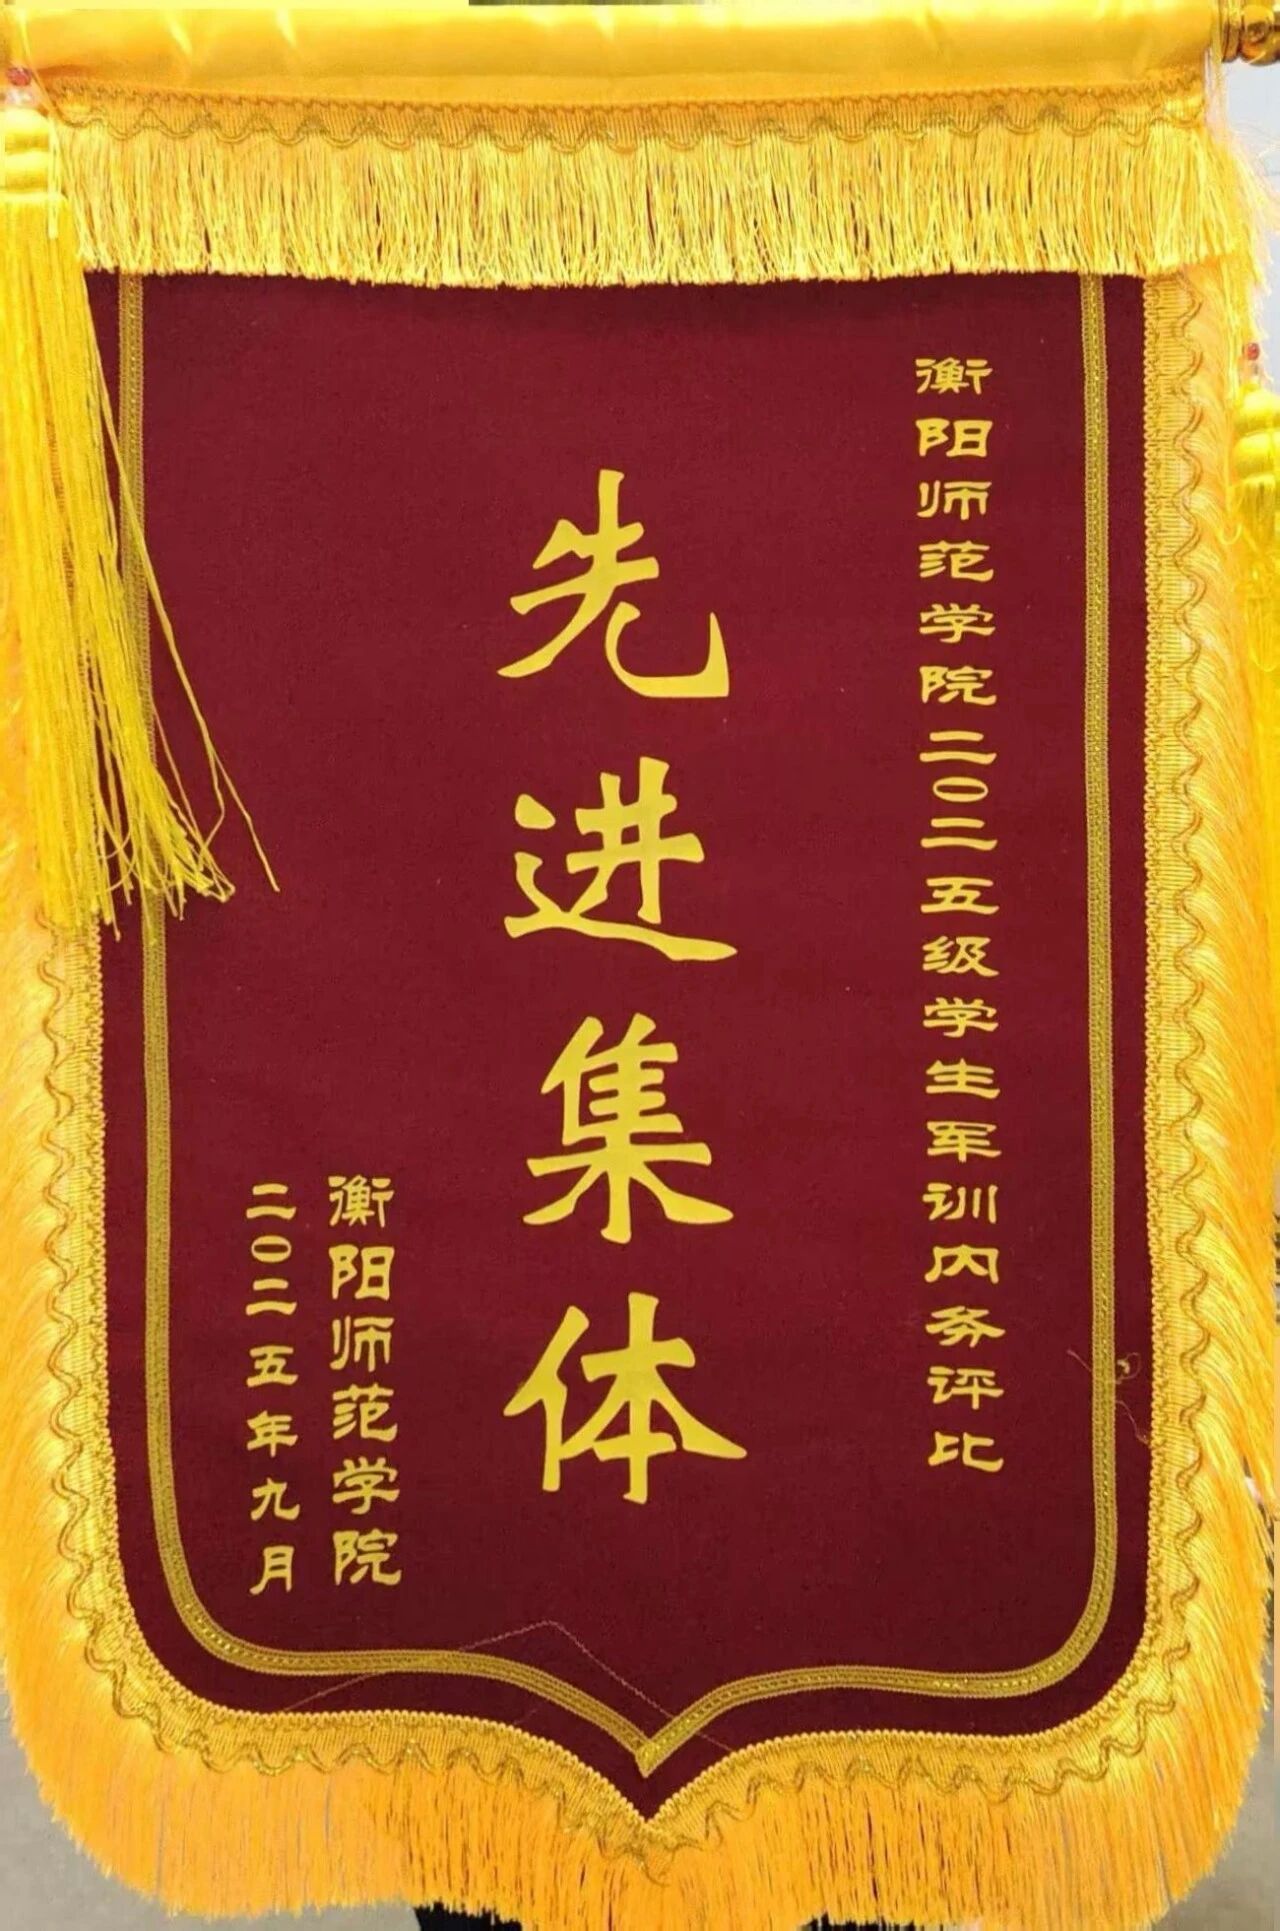 衡阳师范学院二〇二五级学生军训内务评比
先进集体
衡阳师范学院
二〇二五年九月